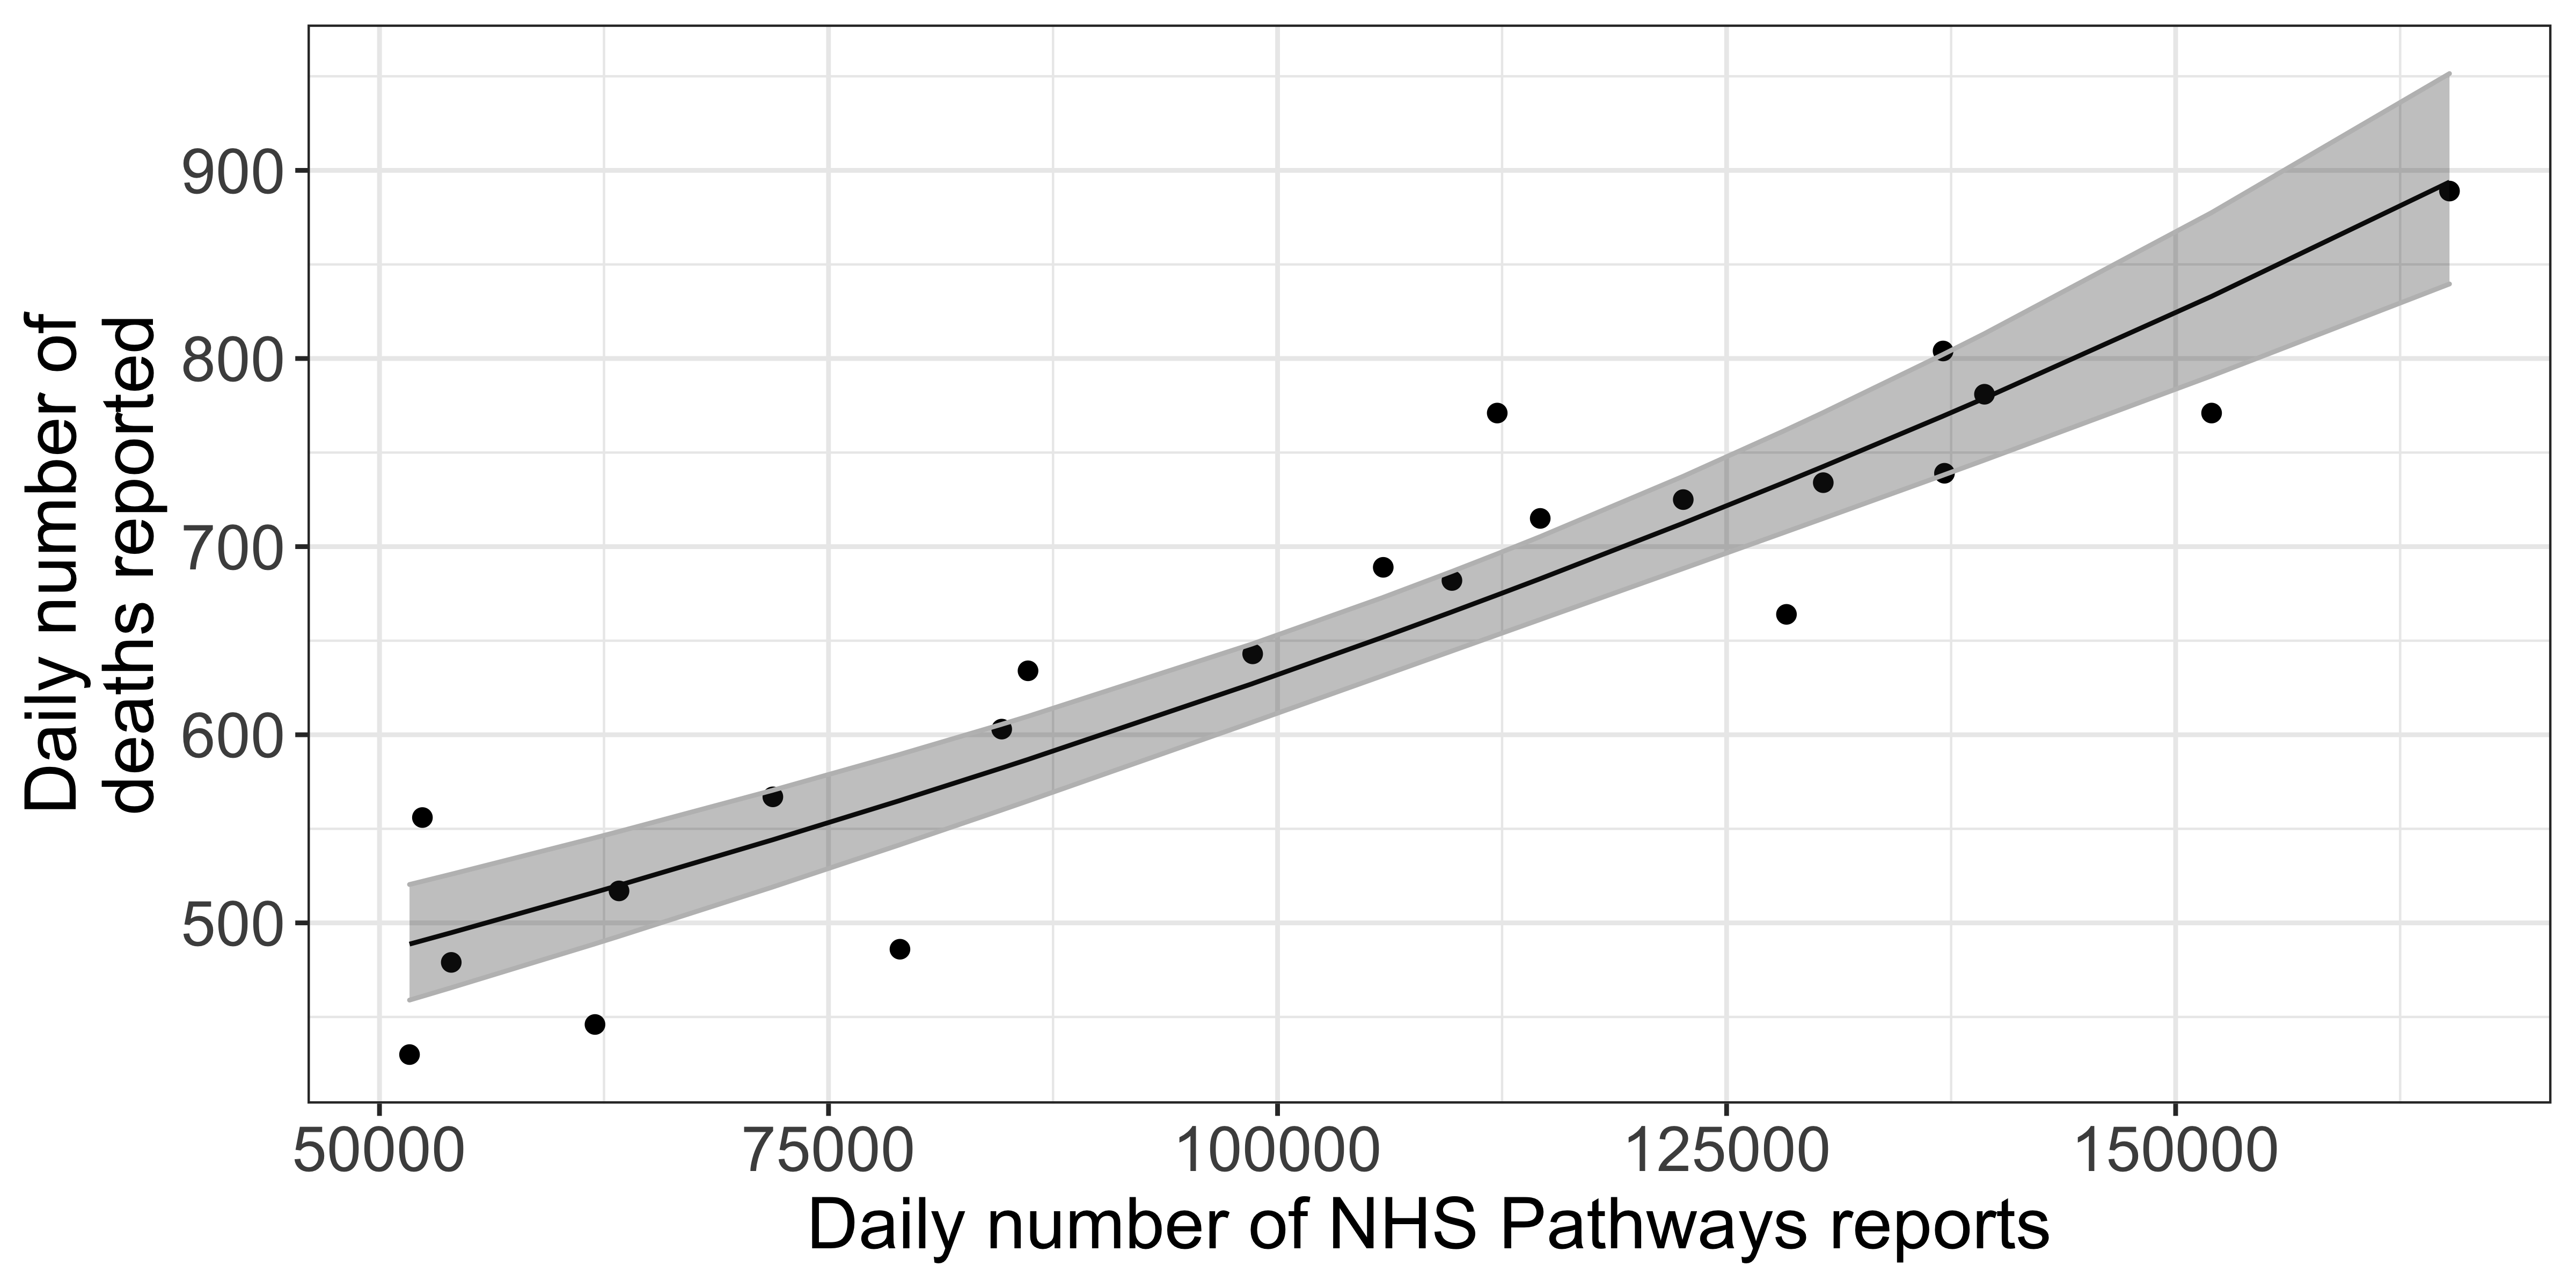 Daily number of
deaths reported
900
800
700
600
500
50000 75000 100000 125000 150000
Daily number of NHS Pathways reports